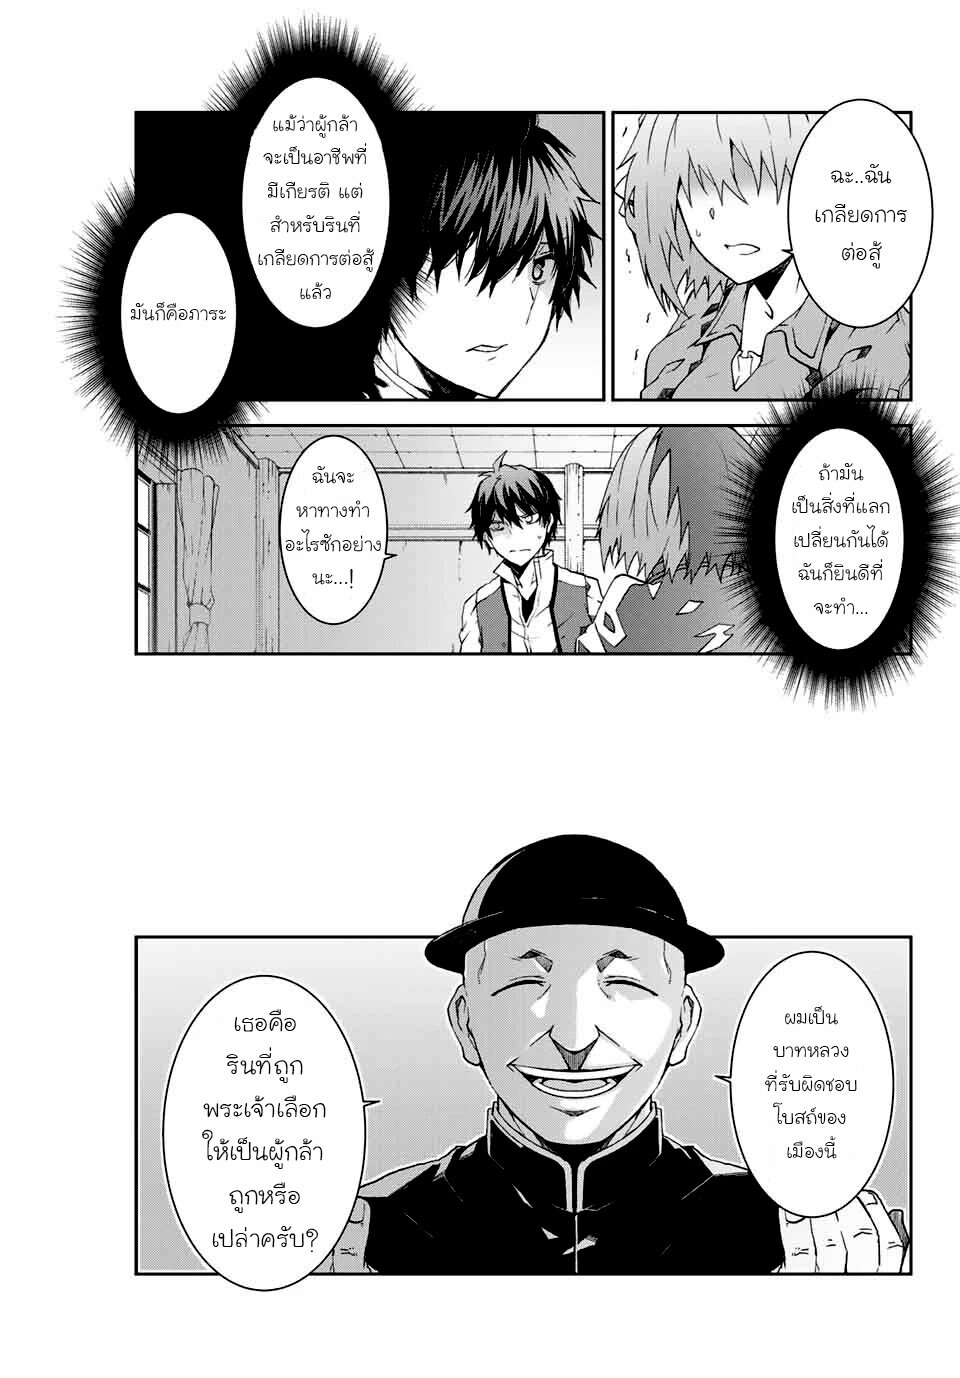 ฉะ..ฉัน
เกลียดการ
ต่อสู้
แม้ว่าผู้กล้า
จะเป็นอาชีพที่
มีเกียรติ แต่
สำหรับรินที่
เกลียดการต่อสู้
แล้ว
มันก็คือภาระ
ถ้ามัน
เป็นสิ่งที่แลก
เปลี่ยนกันได้
ฉันก็ยินดีที่
จะทำ...
ฉันจะ
หาทางทำ
อะไรซักอย่าง
นะ...!
ผมเป็น
บาทหลวง
ที่รับผิดชอบ
โบสถ์ของ
เมืองนี้
เธอคือ
รินที่ถูก
พระเจ้าเลือก
ให้เป็นผู้กล้า
ถูกหรือ
เปล่าครับ?